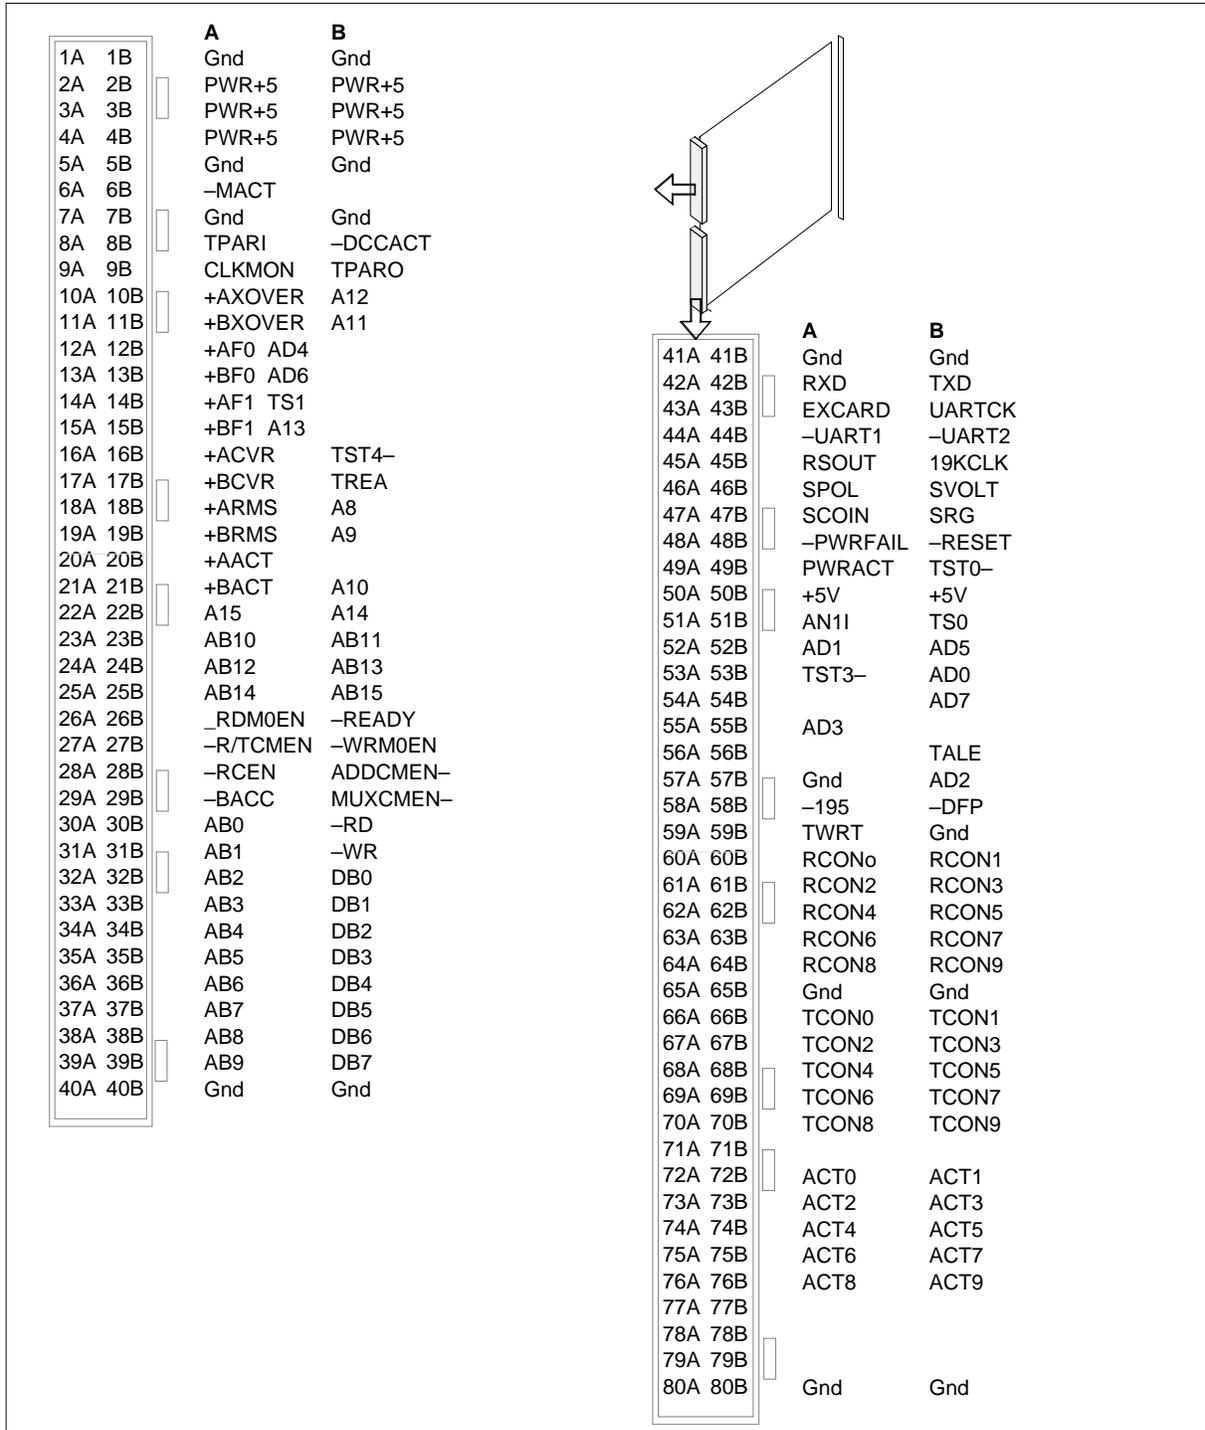 A B
1A 1B Gnd Gnd
2A 2B PWR+5 PWR+5
3A 3B PWR+5 PWR+5
4A 4B PWR+5 PWR+5
5A 5B Gnd Gnd
6A 6B –MACT
7A 7B Gnd Gnd
8A 8B TPARI –DCCACT
9A 9B CLKMON TPARO
10A 10B +AXOVER A12
11A 11B +BXOVER A11
12A 12B +AF0 AD4
13A 13B +BF0 AD6
14A 14B +AF1 TS1
15A 15B +BF1 A13
16A 16B +ACVR TST4–
17A 17B +BCVR TREA
18A 18B +ARMS A8
19A 19B +BRMS A9
20A 20B +AACT
21A 21B +BACT A10
22A 22B A15 A14
23A 23B AB10 AB11
24A 24B AB12 AB13
25A 25B AB14 AB15
26A 26B _RDM0EN –READY
27A 27B –R/TCMEN –WRM0EN
28A 28B –RCEN ADDCMEN–
29A 29B –BACC MUXCMEN–
30A 30B AB0 –RD
31A 31B AB1 –WR
32A 32B AB2 DB0
33A 33B AB3 DB1
34A 34B AB4 DB2
35A 35B AB5 DB3
36A 36B AB6 DB4
37A 37B AB7 DB5
38A 38B AB8 DB6
39A 39B AB9 DB7
40A 40B Gnd Gnd
A B
41A 41B Gnd Gnd
42A 42B RXD TXD
43A 43B EXCARD UARTCK
44A 44B –UART1 –UART2
45A 45B RSOUT 19KCLK
46A 46B SPOL SVOLT
47A 47B SCOIN SRG
48A 48B –PWRFAIL –RESET
49A 49B PWRACT TST0–
50A 50B +5V +5V
51A 51B AN1I TS0
52A 52B AD1 AD5
53A 53B TST3– AD0
54A 54B AD7
55A 55B AD3
56A 56B TALE
57A 57B Gnd AD2
58A 58B –195 –DFP
59A 59B TWRT Gnd
60A 60B RCONo RCON1
61A 61B RCON2 RCON3
62A 62B RCON4 RCON5
63A 63B RCON6 RCON7
64A 64B RCON8 RCON9
65A 65B Gnd Gnd
66A 66B TCON0 TCON1
67A 67B TCON2 TCON3
68A 68B TCON4 TCON5
69A 69B TCON6 TCON7
70A 70B TCON8 TCON9
71A 71B
72A 72B ACT0 ACT1
73A 73B ACT2 ACT3
74A 74B ACT4 ACT5
75A 75B ACT6 ACT7
76A 76B ACT8 ACT9
77A 77B
78A 78B
79A 79B
80A 80B Gnd Gnd